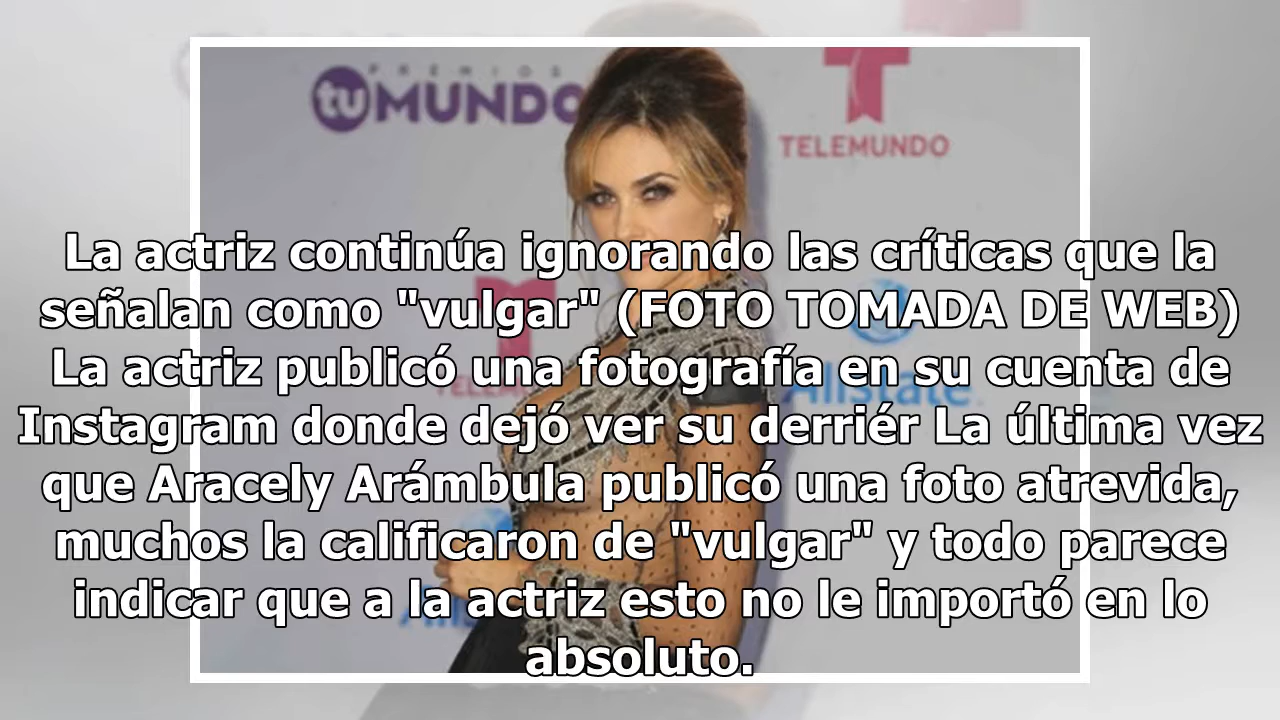 PREMIOS
tu MUNDO
TELEMUNDO
La actriz continúa ignorando las críticas que la
señalan como "vulgar" (FOTO TOMADA DE WEB)
La actriz publicó una fotografía en su cuenta de
Instagram donde dejó ver su derriér La última vez
que Aracely Arámbula publicó una foto atrevida,
muchos la calificaron de "vulgar" y todo parece
indicar que a la actriz esto no le importó en lo
absoluto.
Allstate